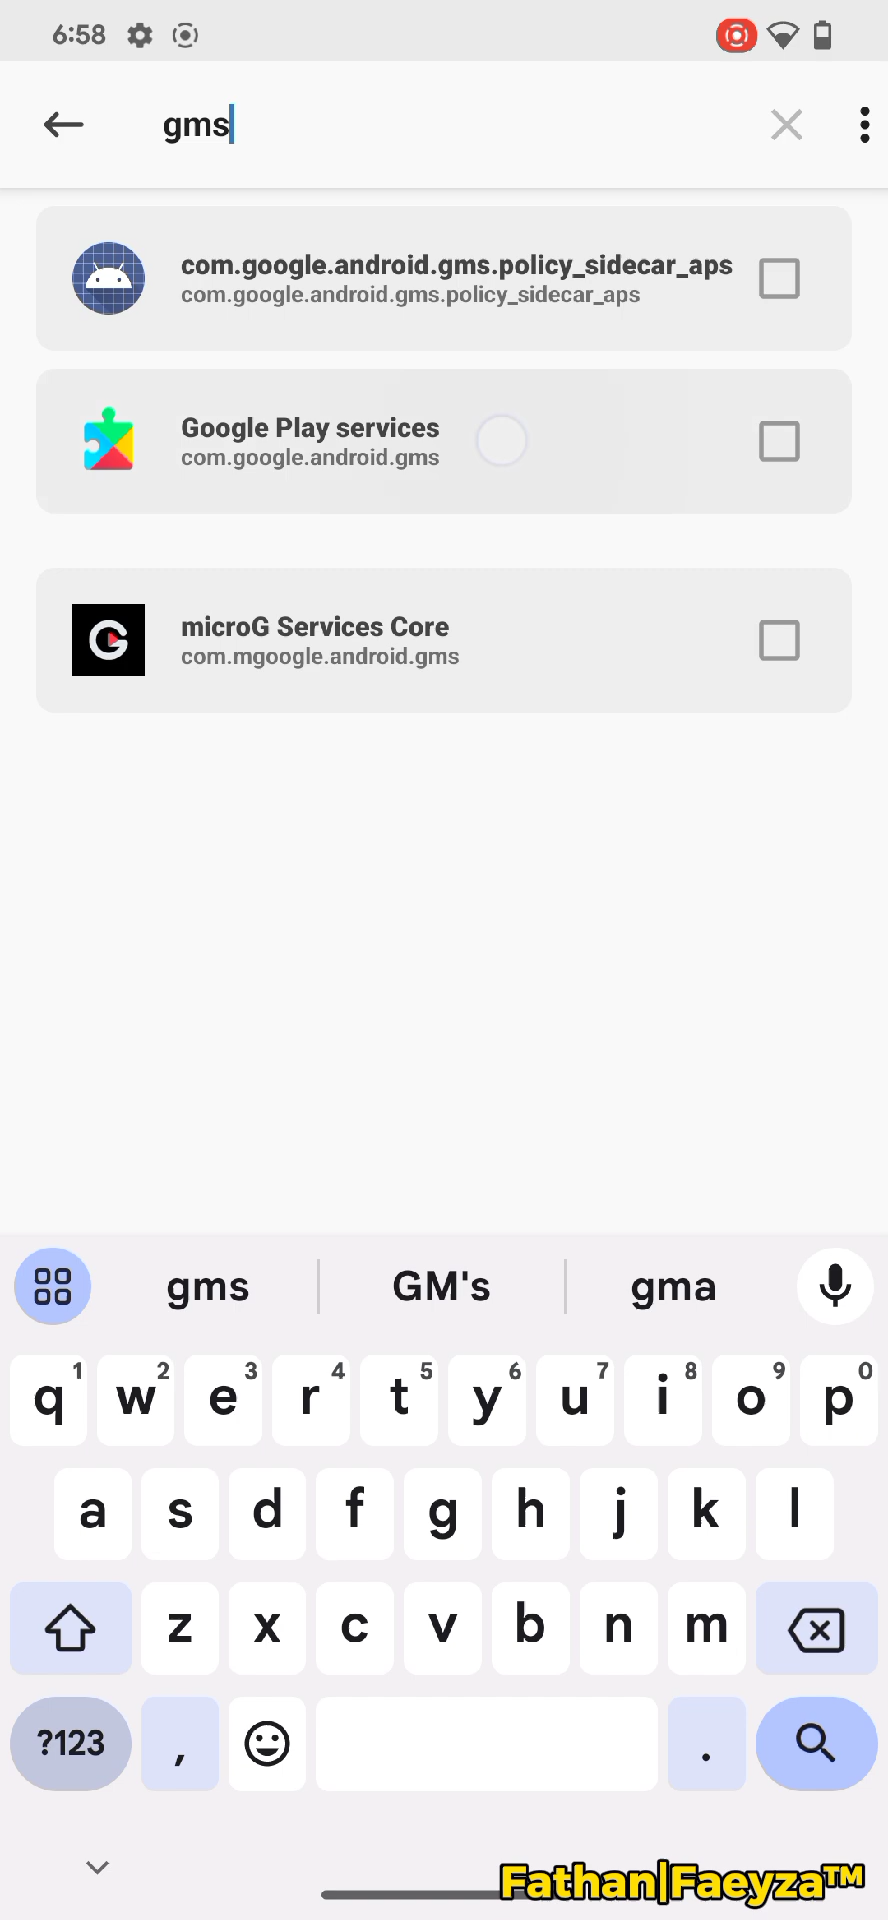 6:58
gms
com.google.android.gms.policy_sidecar_aps
com.google.android.gms.policy_sidecar_aps
Google Play services
com.google.android.gms
microG Services Core
com.mgoogle.android.gms
gms GM's gma
q1 w2 e3 r4 t5 y6 u7 i8 o9 p0
a s d f g h j k l
z x c v b n m
?123 , .
Fathan|Faeyza™